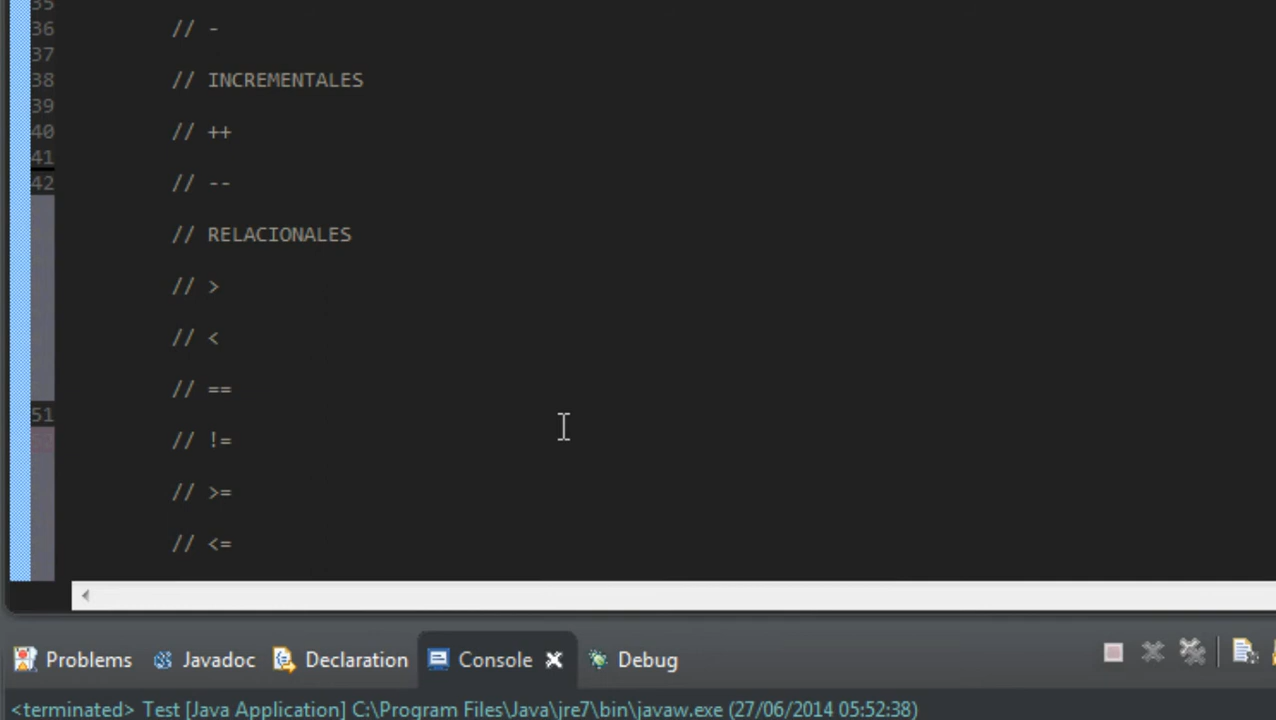 35
36 // -
37
38 // INCREMENTALES
39
40 // ++
41
42 // --
// RELACIONALES
// >
// <
// ==
51
// !=
// >=
// <=
Problems Javadoc Declaration Console Debug
<terminated> Test [Java Application] C:\Program Files\Java\jre7\bin\javaw.exe (27/06/2014 05:52:38)